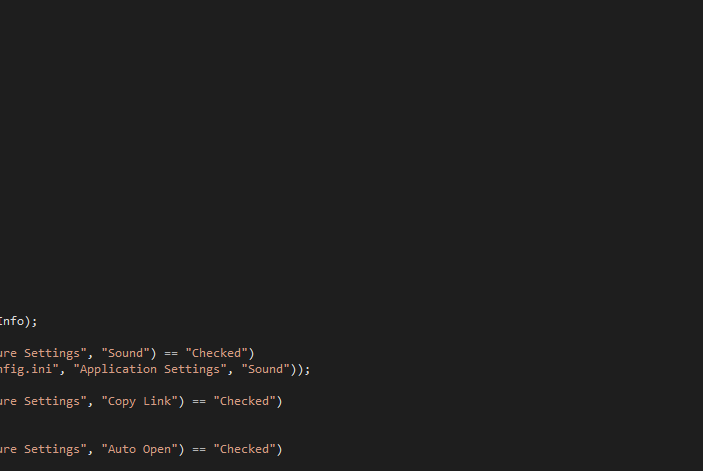 Info);
ure Settings", "Sound") == "Checked")
nfig.ini", "Application Settings", "Sound"));
ure Settings", "Copy Link") == "Checked")
ure Settings", "Auto Open") == "Checked")